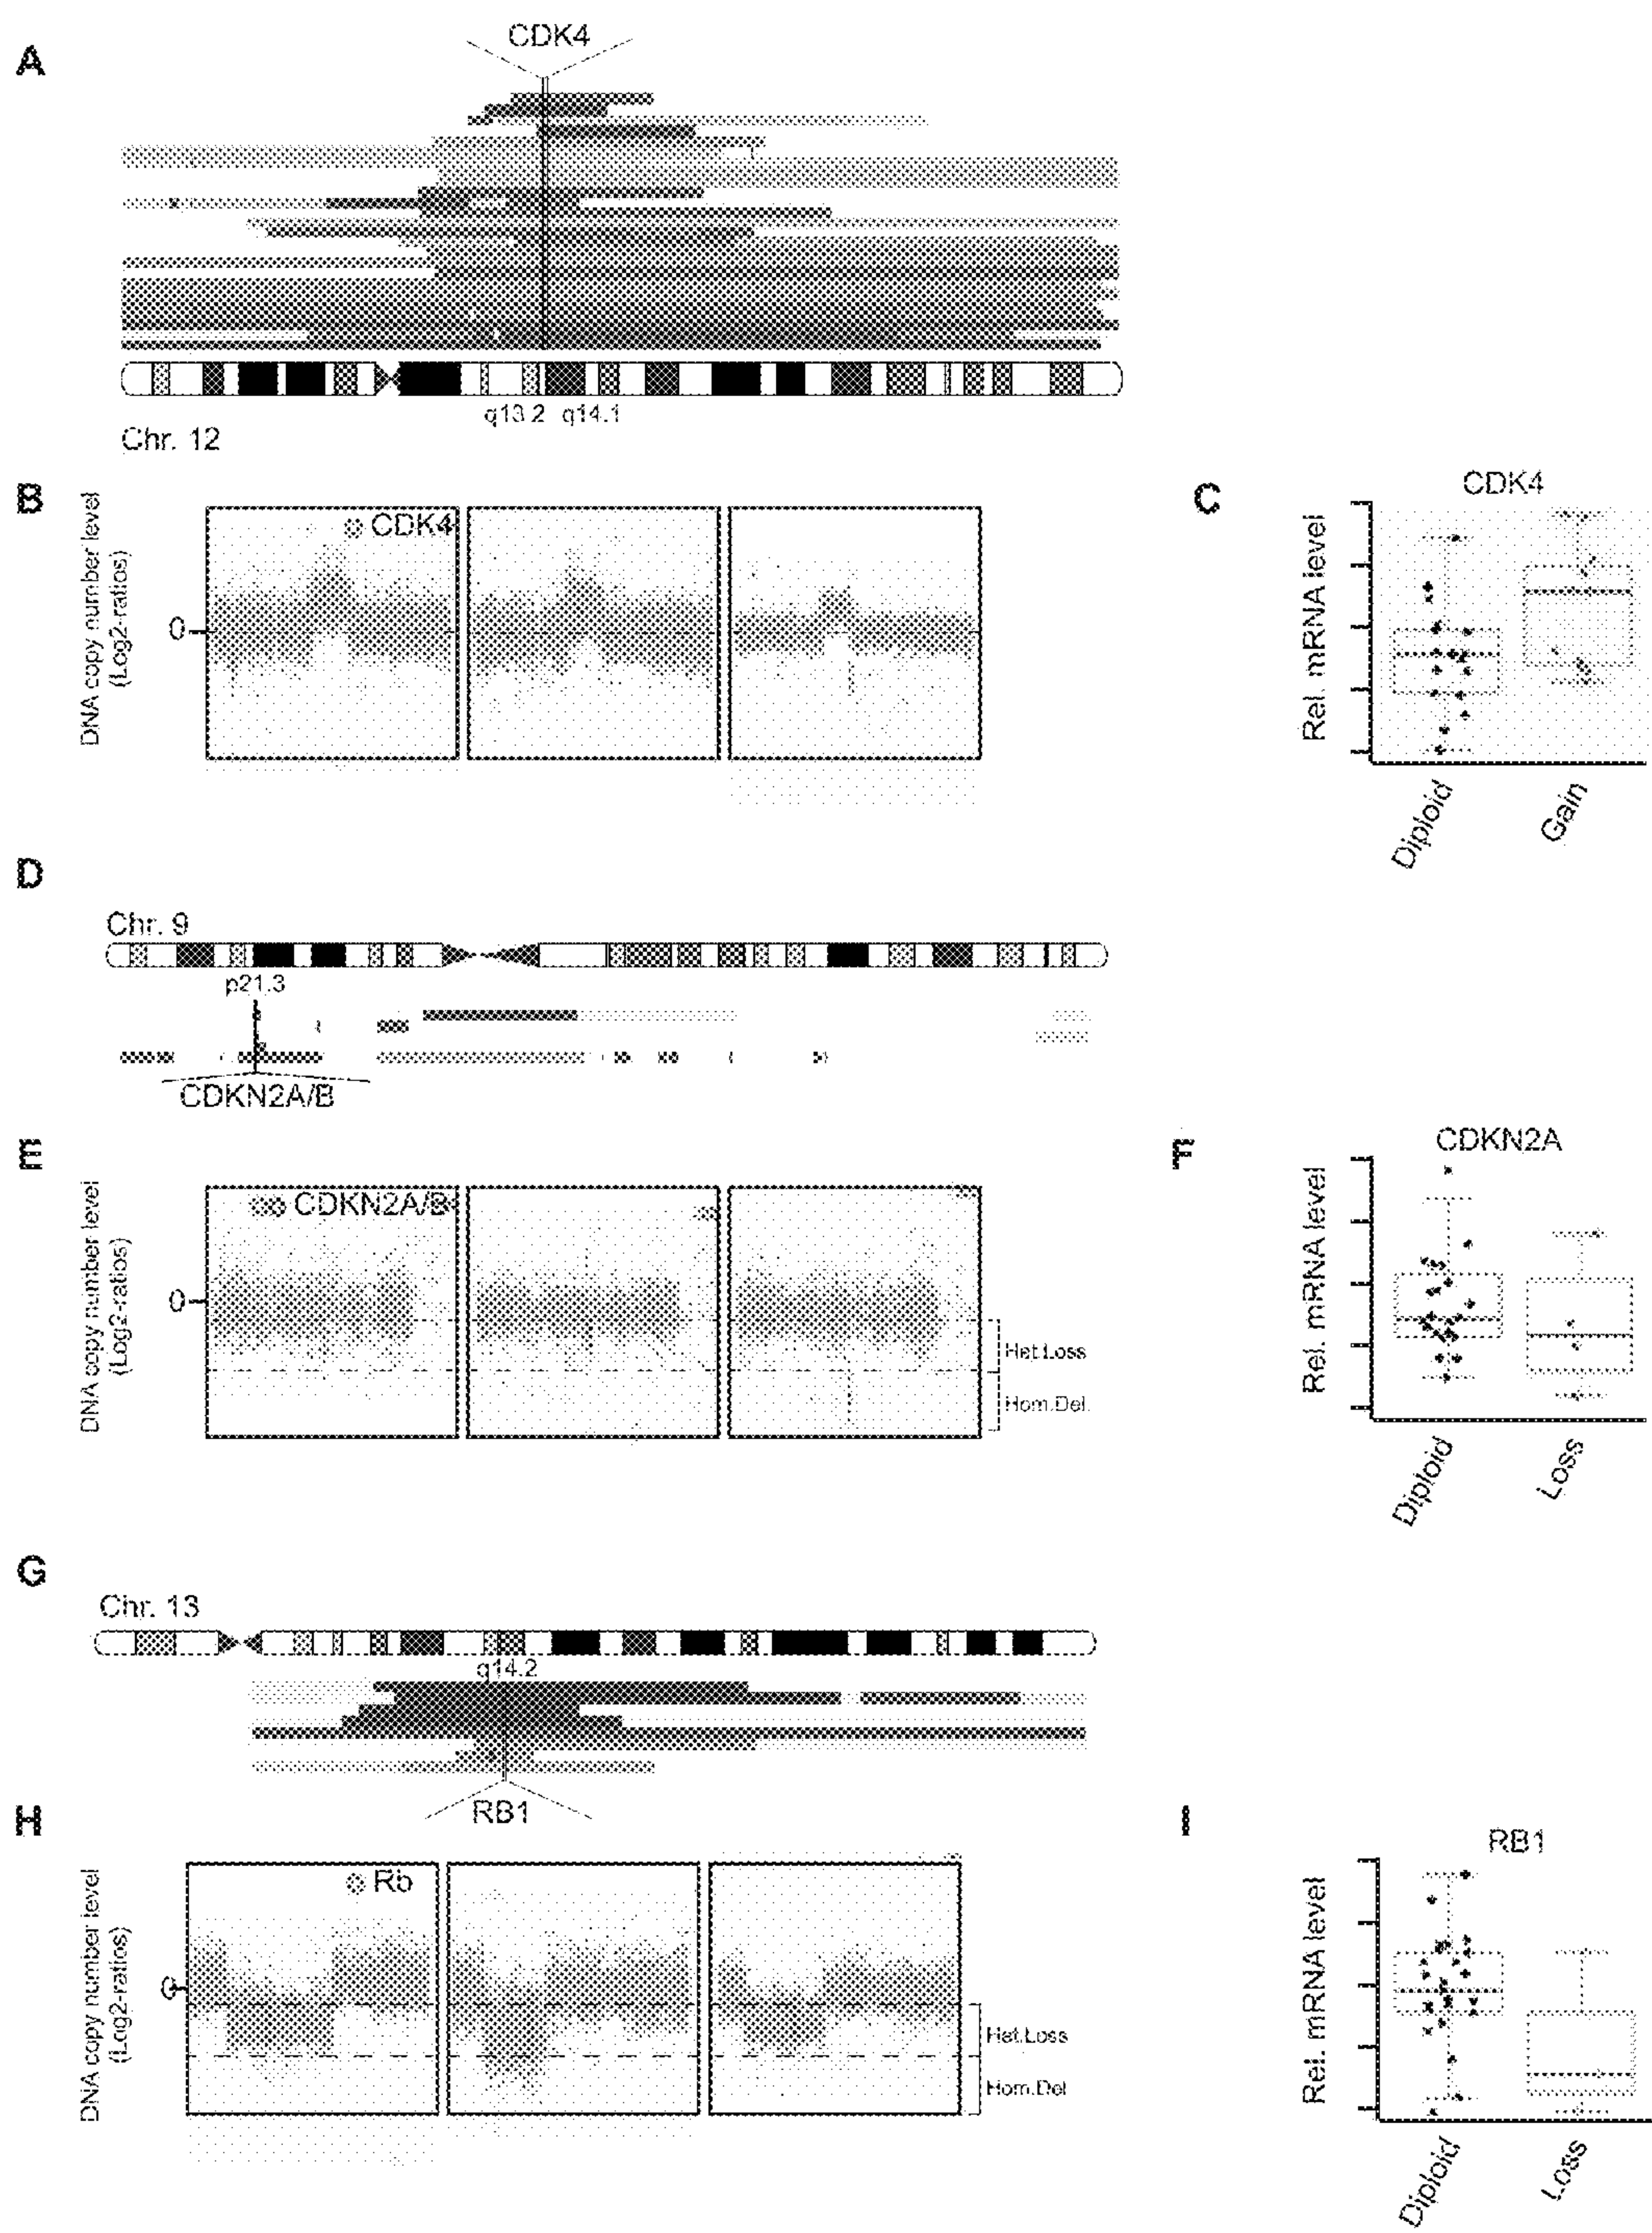 A
CDK4
q13.2 q14.1
Chr. 12
B
DNA copy number level
(Log2-ratios)
CDK4
0
C
CDK4
Rel. mRNA level
Diploid
Gain
D
Chr. 9
p21.3
CDKN2A/B
E
DNA copy number level
(Log2-ratios)
CDKN2A/B
0
Het.Loss
Hom.Del.
F
CDKN2A
Rel. mRNA level
Diploid
Loss
G
Chr. 13
q14.2
RB1
H
DNA copy number level
(Log2-ratios)
Rb
0
Het.Loss
Hom.Del
I
RB1
Rel. mRNA level
Diploid
Loss